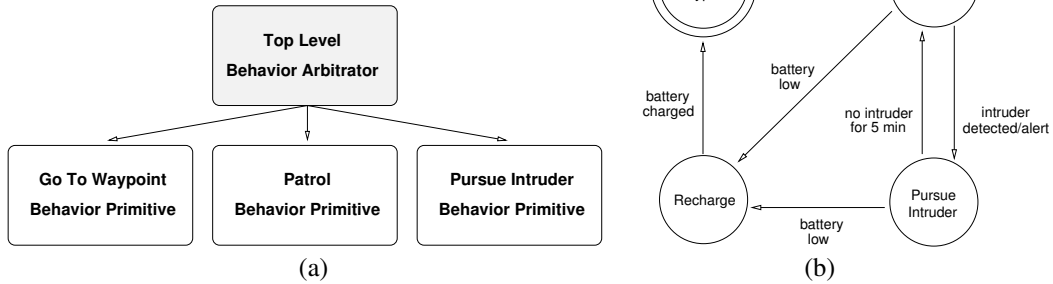 Top Level
Behavior Arbitrator
Go To Waypoint
Behavior Primitive
Patrol
Behavior Primitive
Pursue Intruder
Behavior Primitive
(a)
battery
low
battery
charged
no intruder
for 5 min
intruder
detected/alert
Recharge
Pursue
Intruder
battery
low
(b)